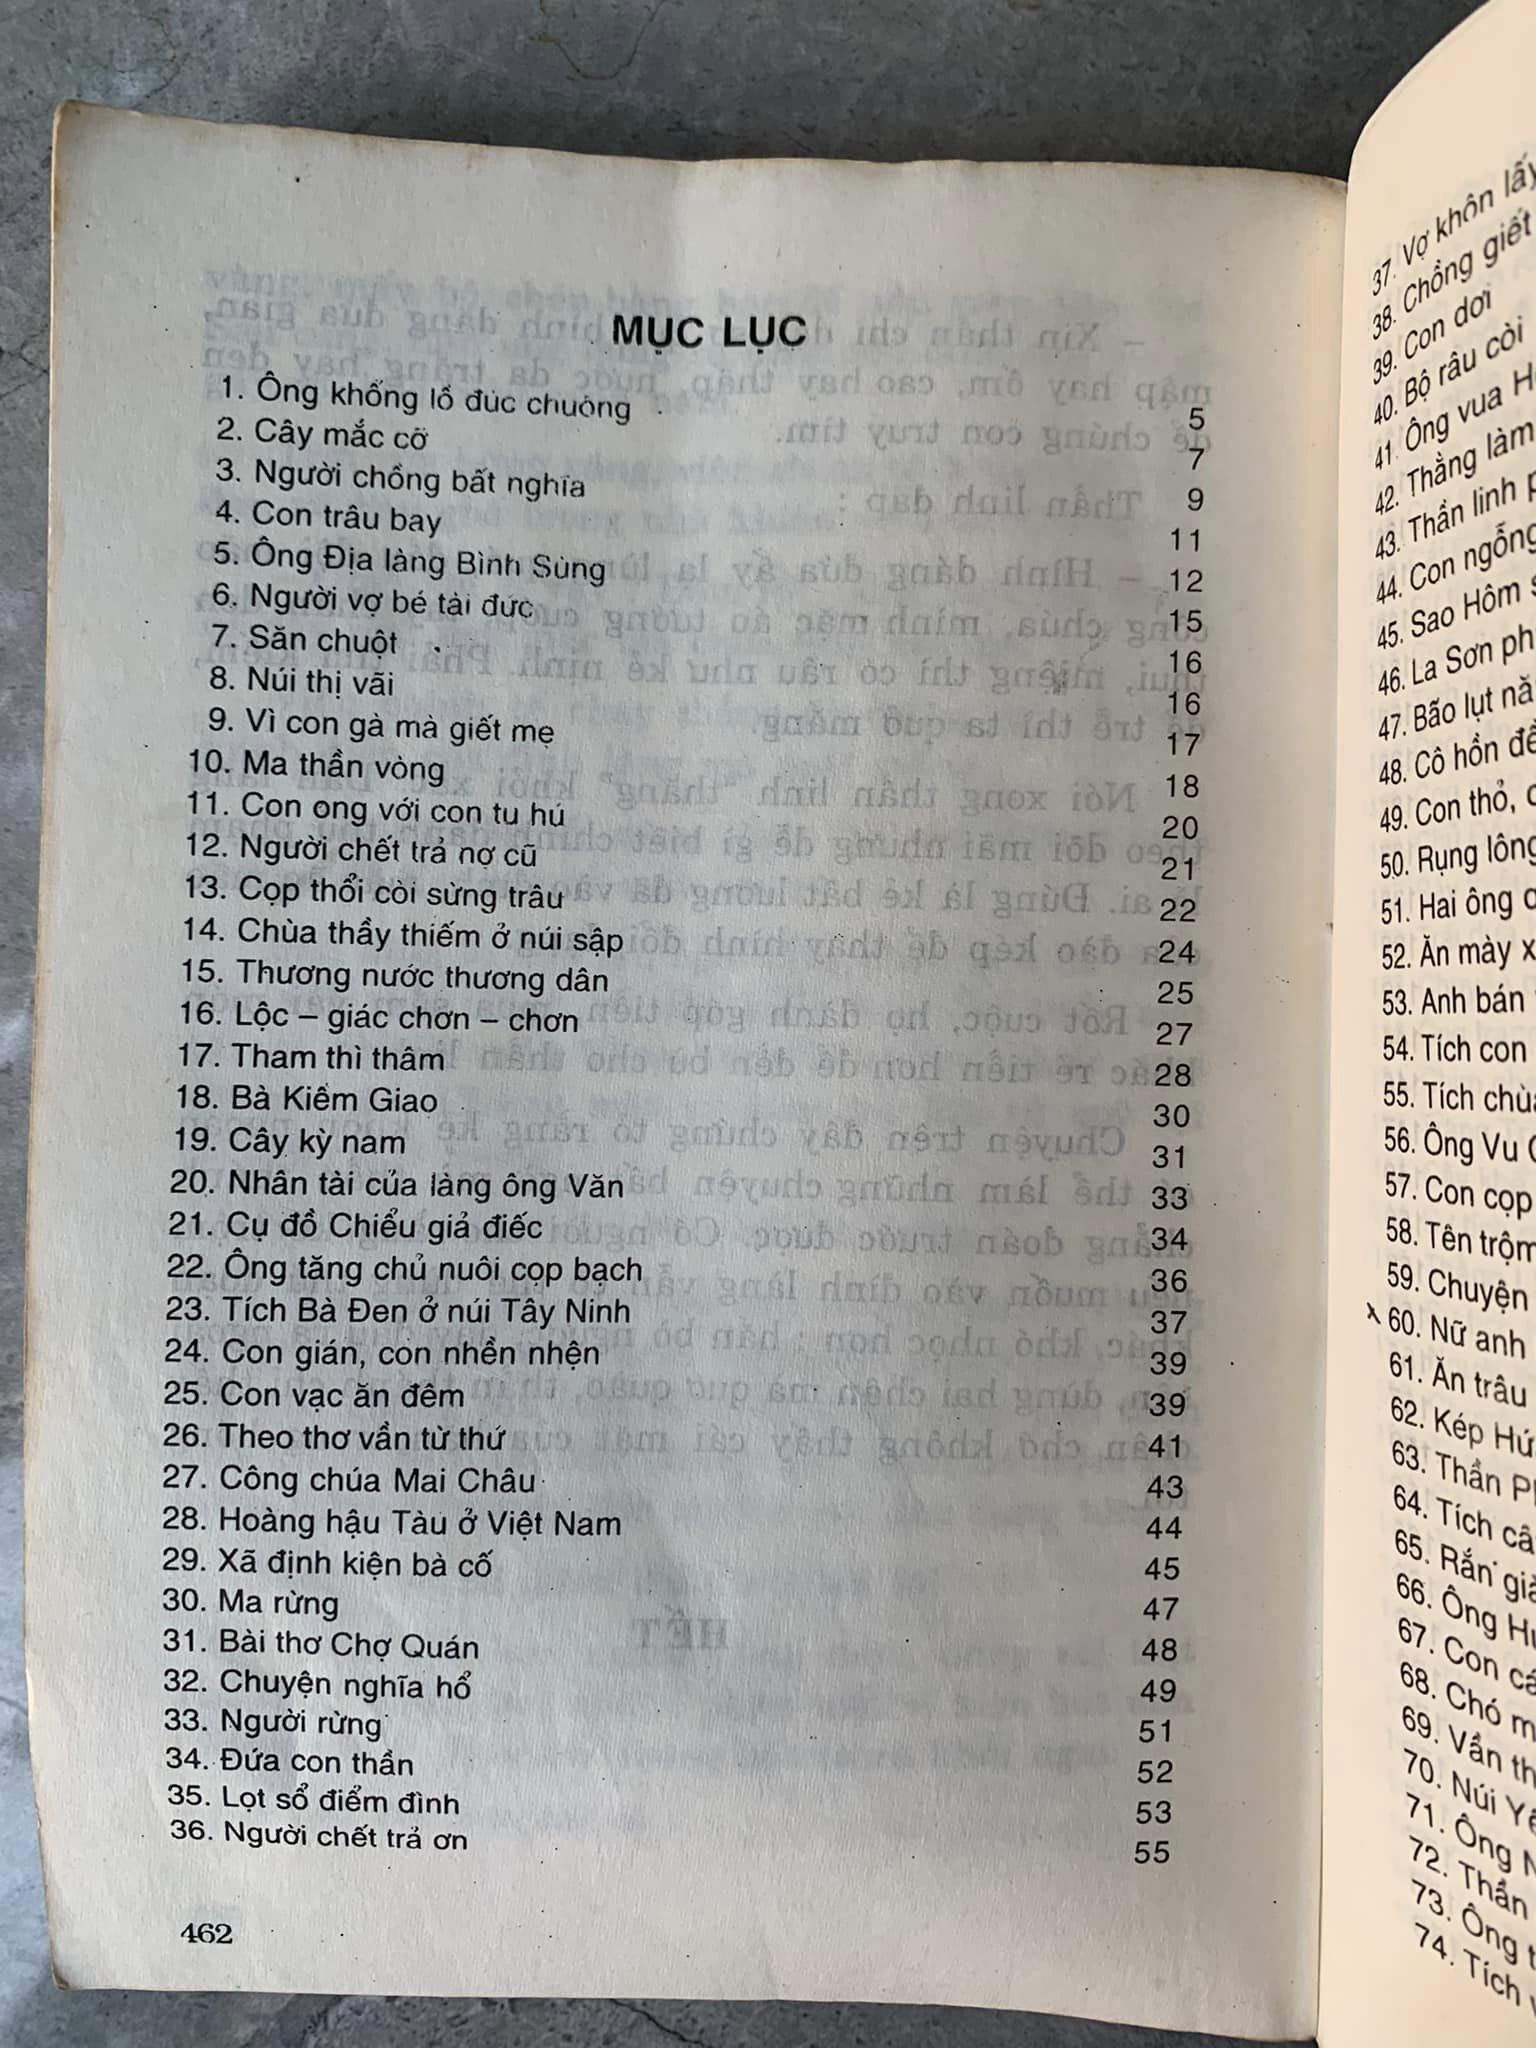 MỤC LỤC
1. Ông khổng lồ đúc chuông 5
2. Cây mắc cỡ 7
3. Người chồng bất nghĩa 9
4. Con trâu bay 11
5. Ông Địa làng Bình Sùng 12
6. Người vợ bé tài đức 15
7. Săn chuột 16
8. Núi thị vãi 16
9. Vì con gà mà giết mẹ 17
10. Ma thần vòng 18
11. Con ong với con tu hú 20
12. Người chết trả nợ cũ 21
13. Cọp thổi còi sừng trâu 22
14. Chùa thầy thiếm ở núi sập 24
15. Thương nước thương dân 25
16. Lộc – giác chơn – chơn 27
17. Tham thì thâm 28
18. Bà Kiểm Giao 30
19. Cây kỳ nam 31
20. Nhân tài của làng ông Văn 33
21. Cụ đồ Chiểu giả điếc 34
22. Ông tăng chủ nuôi cọp bạch 36
23. Tích Bà Đen ở núi Tây Ninh 37
24. Con gián, con nhền nhện 39
25. Con vạc ăn đêm 39
26. Theo thơ vần từ thứ 41
27. Công chúa Mai Châu 43
28. Hoàng hậu Tàu ở Việt Nam 44
29. Xã định kiện bà cố 45
30. Ma rừng 47
31. Bài thơ Chợ Quán 48
32. Chuyện nghĩa hổ 49
33. Người rừng 51
34. Đứa con thần 52
35. Lọt sổ điểm đình 53
36. Người chết trả ơn 55
462
37. Vợ khôn lấy
38. Chồng giết
39. Con dơi
40. Bộ râu còi
41. Ông vua
42. Thằng làm
43. Thần linh
44. Con ngỗng
45. Sao Hôm
46. La Sơn
47. Bão lụt
48. Cô hồn
49. Con thỏ,
50. Rụng lông
51. Hai ông
52. Ăn mày
53. Anh bán
54. Tích con
55. Tích chùa
56. Ông Vu
57. Con cọp
58. Tên trộm
59. Chuyện
x 60. Nữ anh
61. Ăn trâu
62. Kép
63. Thần
64. Tích
65. Rắn
66. Ông
67. Con
68. Chó
69. Vần
70. Núi
71. Ông
72. Thần
73. Ông
74. Tích